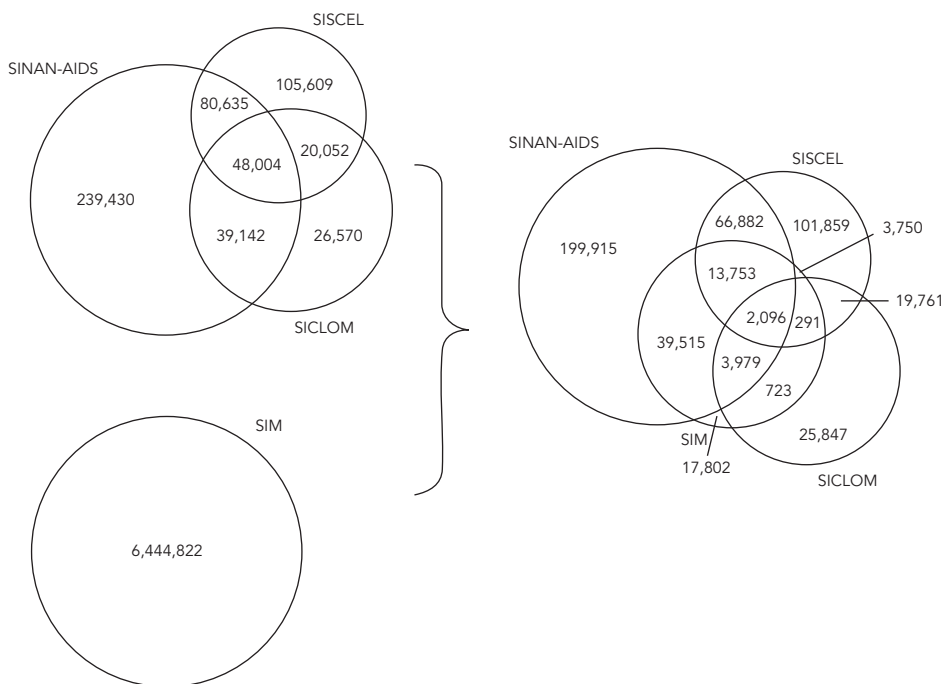 SISCEL
SINAN-AIDS
105,609
80,635
20,052
48,004
239,430
39,142
26,570
SICLOM
SIM
6,444,822
SINAN-AIDS
SISCEL
66,882
101,859
3,750
199,915
13,753
19,761
2,096
291
39,515
3,979
723
25,847
SIM
17,802
SICLOM